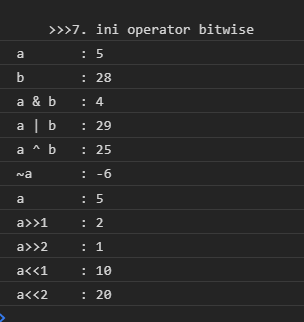 >>>7. ini operator bitwise
a       : 5
b       : 28
a & b   : 4
a | b   : 29
a ^ b   : 25
~a      : -6
a       : 5
a>>1    : 2
a>>2    : 1
a<<1    : 10
a<<2    : 20
>